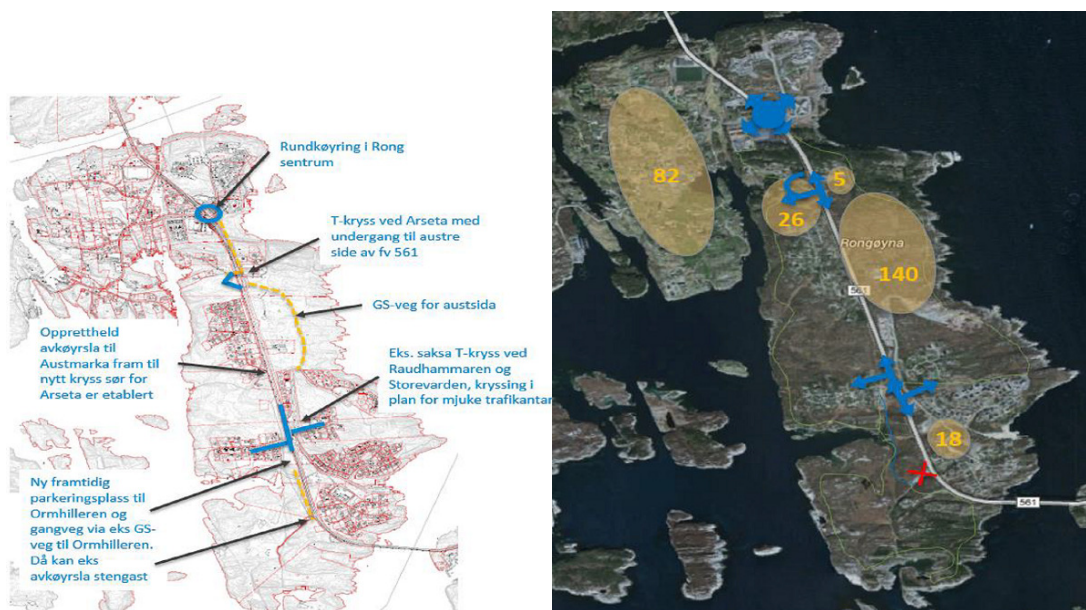 Rundkøyring i Rong
sentrum
T-kryss ved Arseta med
undergang til austre
side av fv 561
GS-veg for austsida
Opprettheld
avkøyrsla til
Austmarka fram til
nytt kryss sør for
Arseta er etablert
Eks. saksa T-kryss ved
Raudhammaren og
Storevarden, kryssing i
plan for mjuke trafikantar
Ny framtidig
parkeringsplass til
Ormhilleren og
gangveg via eks GS-
veg til Ormhilleren.
Då kan eks
avkøyrsla stengast
82
5
26
Rongøyna
140
561
18
561